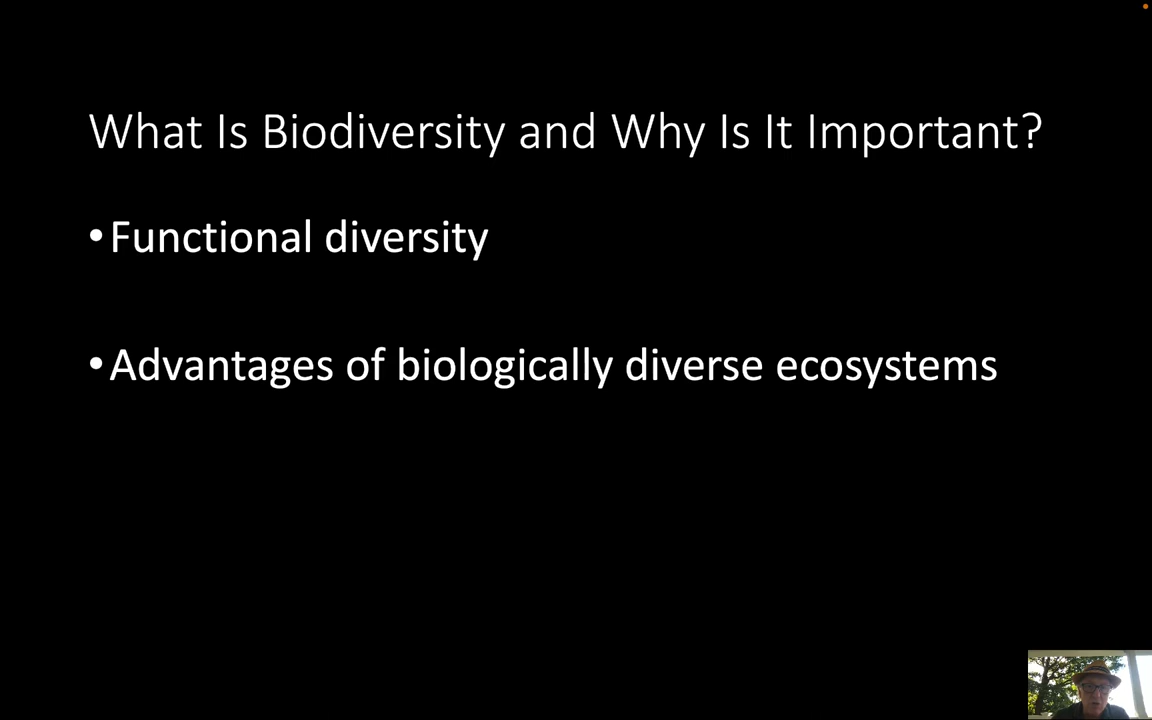 What Is Biodiversity and Why Is It Important?
•Functional diversity
•Advantages of biologically diverse ecosystems